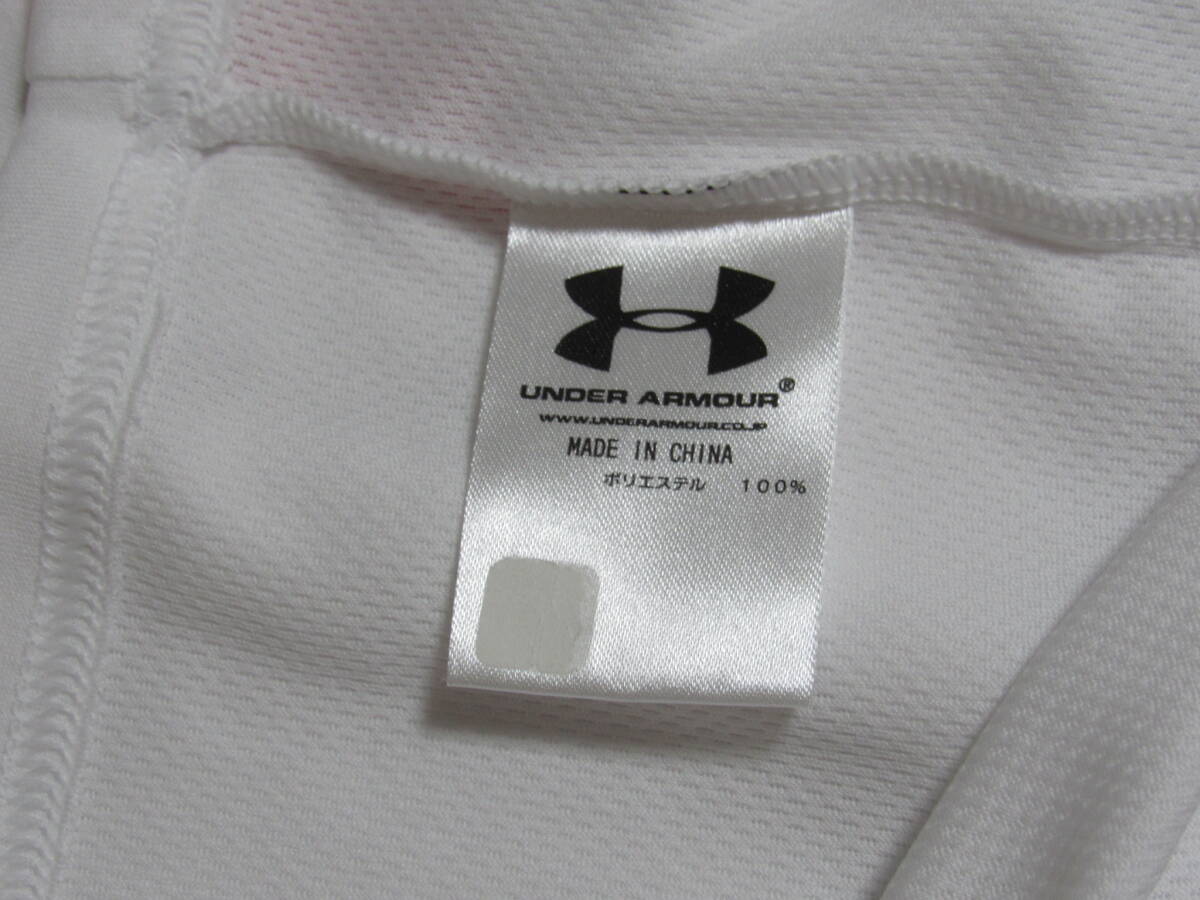 UNDER ARMOUR®
WWW.UNDERARMOUR.CO.JP
MADE IN CHINA
ポリエステル 100%